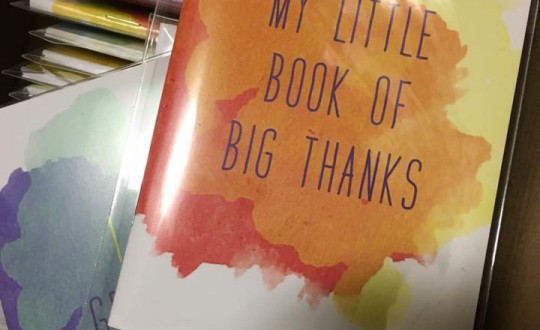 MY LITTLE
BOOK OF
BIG THANKS